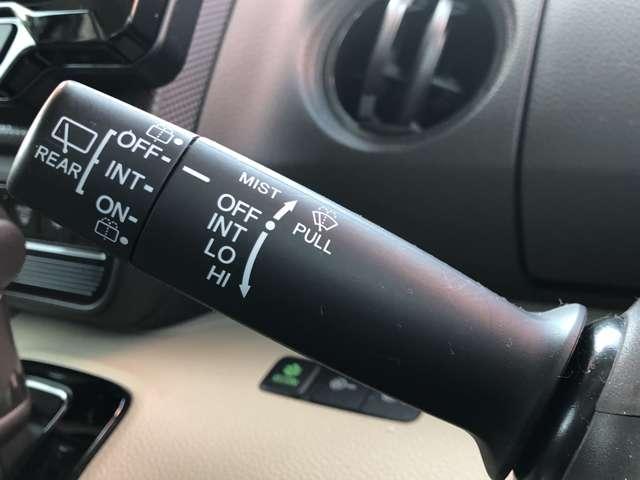 REAR
OFF-
INT-
ON-
MIST
OFF
INT
LO
HI
PULL